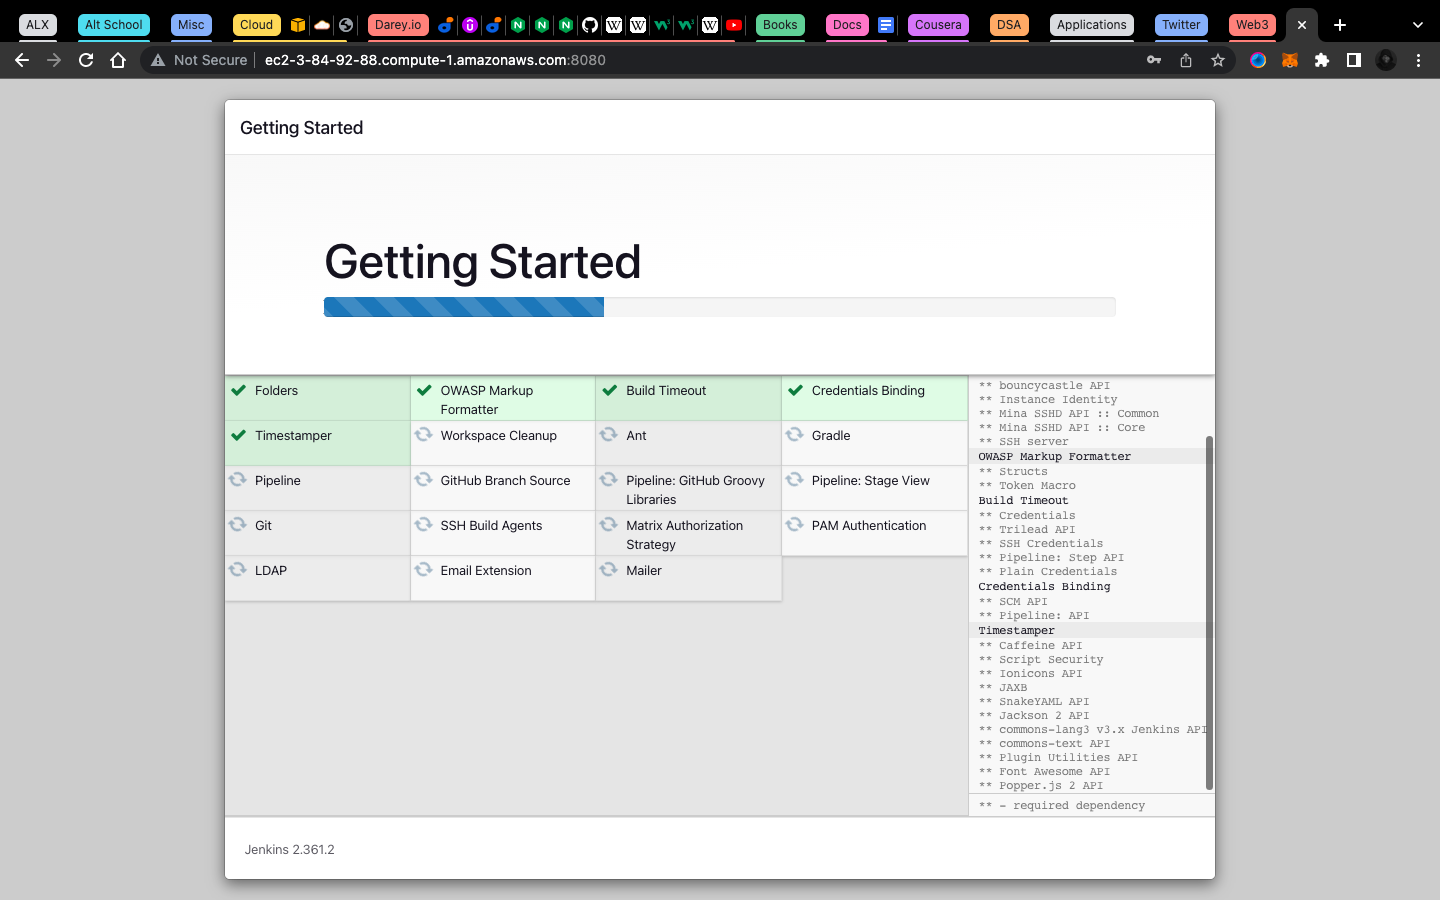 ALX Alt School Misc Cloud Darey.io Books Docs Cousera DSA Applications Twitter Web3
Not Secure ec2-3-84-92-88.compute-1.amazonaws.com:8080
Getting Started
Getting Started
Folders
OWASP Markup
Formatter
Build Timeout
Credentials Binding
Timestamper
Workspace Cleanup
Ant
Gradle
Pipeline
GitHub Branch Source
Pipeline: GitHub Groovy
Libraries
Pipeline: Stage View
Git
SSH Build Agents
Matrix Authorization
Strategy
PAM Authentication
LDAP
Email Extension
Mailer
** bouncycastle API
** Instance Identity
** Mina SSHD API :: Common
** Mina SSHD API :: Core
** SSH server
OWASP Markup Formatter
** Structs
** Token Macro
Build Timeout
** Credentials
** Trilead API
** SSH Credentials
** Pipeline: Step API
** Plain Credentials
Credentials Binding
** SCM API
** Pipeline: API
Timestamper
** Caffeine API
** Script Security
** Ionicons API
** JAXB
** SnakeYAML API
** Jackson 2 API
** commons-lang3 v3.x Jenkins API
** commons-text API
** Plugin Utilities API
** Font Awesome API
** Popper.js 2 API
** - required dependency
Jenkins 2.361.2